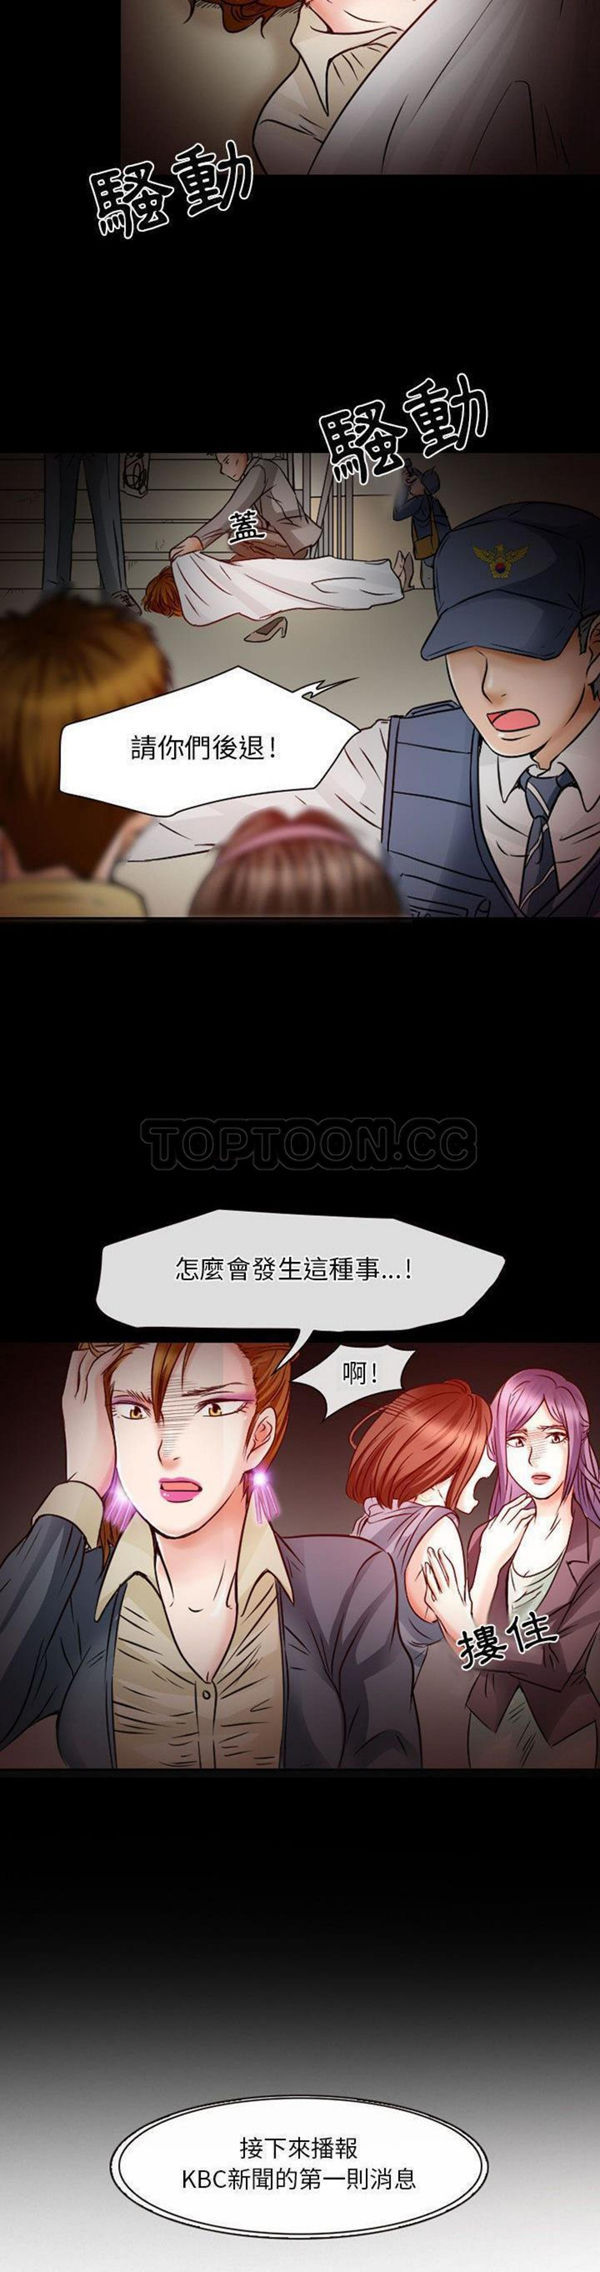 騷動
騷動
蓋
請你們後退!
TOPTOON.CC
怎麼會發生這種事...!
啊!
摟住
接下來播報
KBC新聞的第一則消息